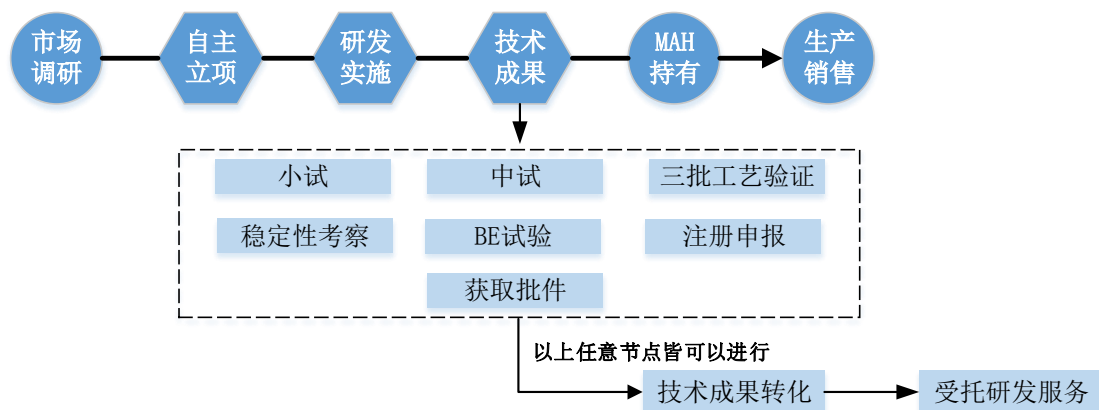 市场
调研
自主
立项
研发
实施
技术
成果
MAH
持有
生产
销售
小试
中试
三批工艺验证
稳定性考察
BE试验
注册申报
获取批件
以上任意节点皆可以进行
技术成果转化
受托研发服务